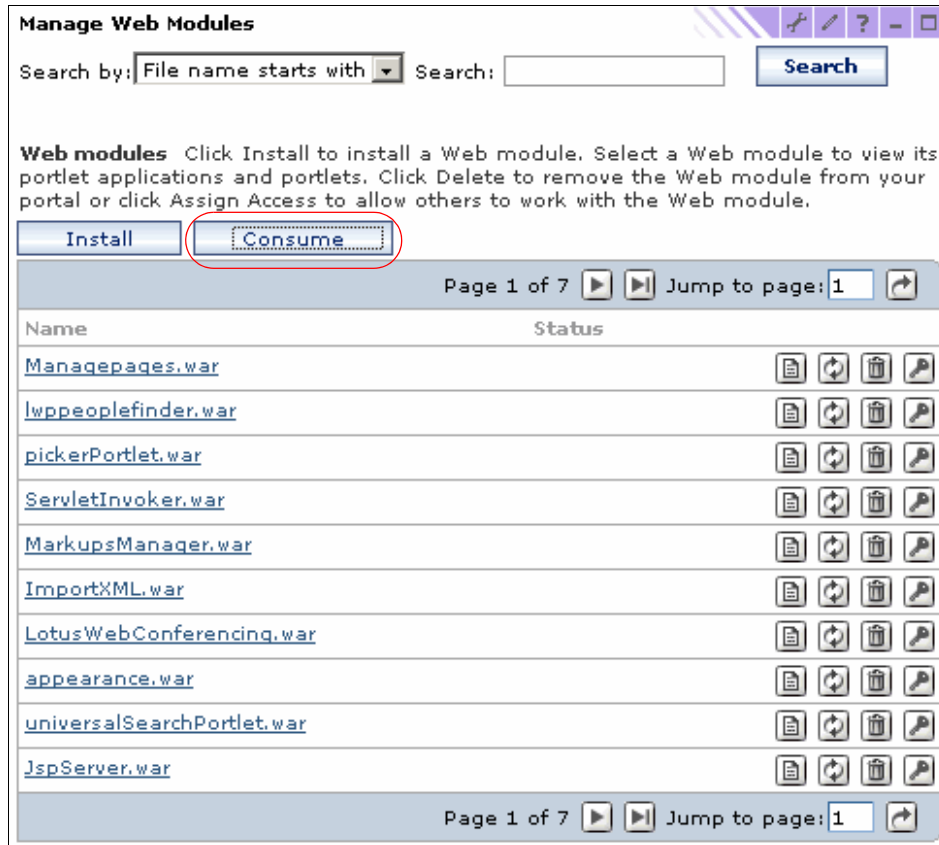 Manage Web Modules ?
Search by: File name starts with Search: Search
Web modules Click Install to install a Web module. Select a Web module to view its
portlet applications and portlets. Click Delete to remove the Web module from your
portal or click Assign Access to allow others to work with the Web module.
Install Consume
Page 1 of 7 Jump to page: 1
Name Status
Managepages.war
lwppeoplefinder.war
pickerPortlet.war
ServletInvoker.war
MarkupsManager.war
ImportXML.war
LotusWebConferencing.war
appearance.war
universalSearchPortlet.war
JspServer.war
Page 1 of 7 Jump to page: 1